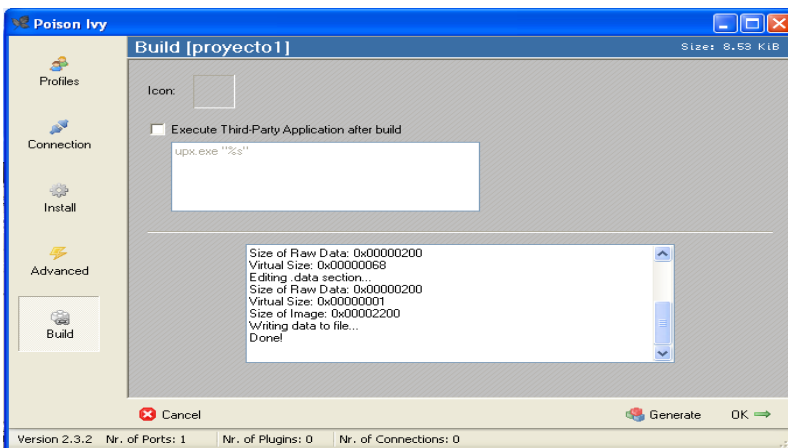 Poison Ivy
Build [proyecto1]
Size: 8.53 KiB
Profiles
Connection
Install
Advanced
Build
Icon:
Execute Third-Party Application after build
upx.exe "%s"
Size of Raw Data: 0x00000200
Virtual Size: 0x00000068
Editing .data section...
Size of Raw Data: 0x00000200
Virtual Size: 0x00000001
Size of Image: 0x00002200
Writing data to file...
Done!
Cancel
Generate
OK
Version 2.3.2 Nr. of Ports: 1 Nr. of Plugins: 0 Nr. of Connections: 0